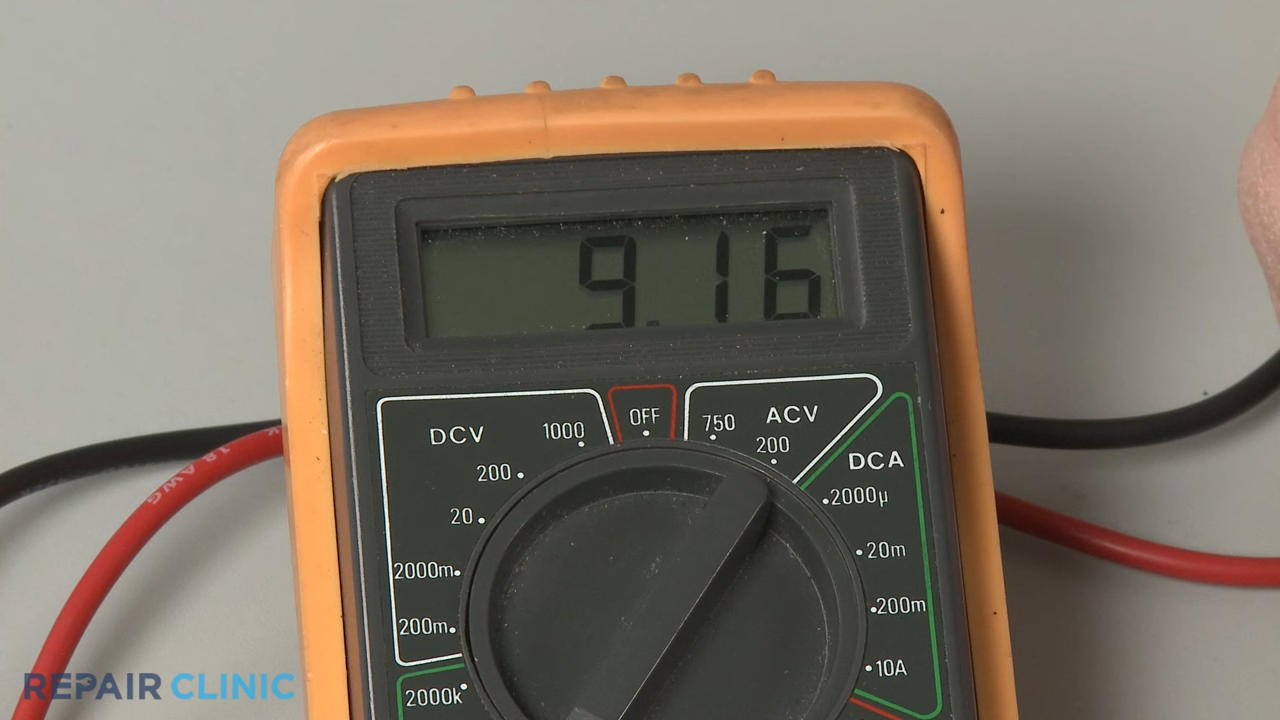 9.16
OFF
DCV 1000
750 ACV
200
200
DCA
20
2000µ
20m
2000m
200m
200m
10A
2000k
18 AWG
REPAIR CLINIC